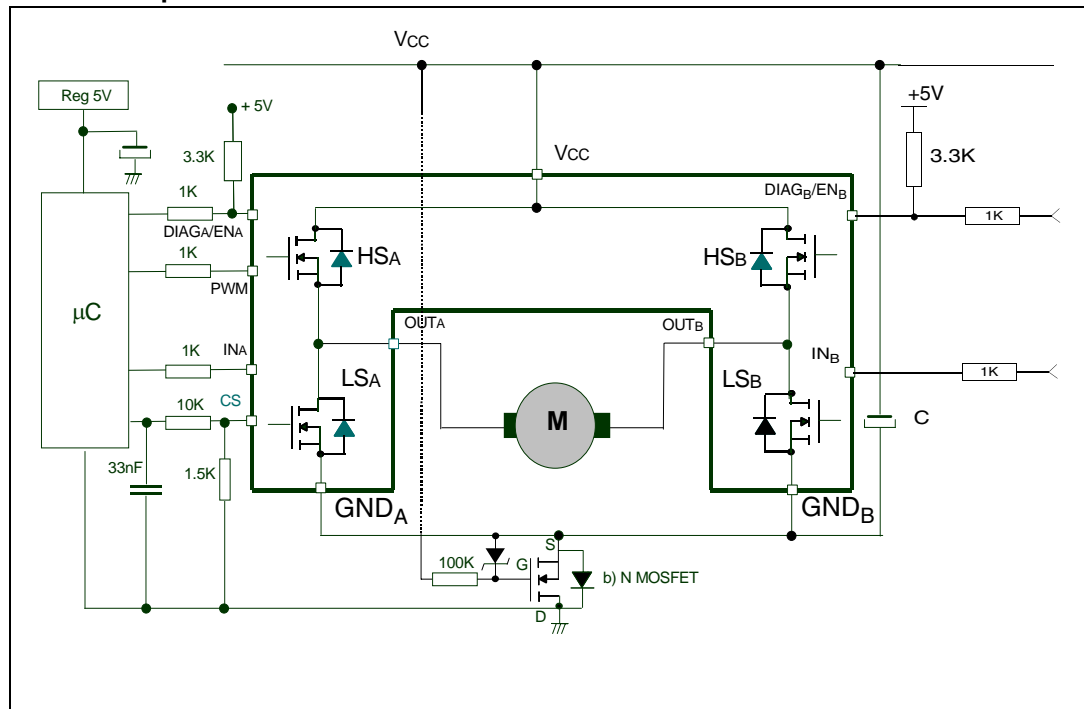 VCC
Reg 5V
+ 5V
+5V
3.3K
3.3K
VCC
1K
DIAGB/ENB
1K
DIAGA/ENA
HSA
HSB
1K
PWM
µC
OUTA
OUTB
1K
INA
INB
LSA
LSB
1K
10K
CS
M
C
33nF
1.5K
GNDA
GNDB
100K
G
S
b) N MOSFET
D